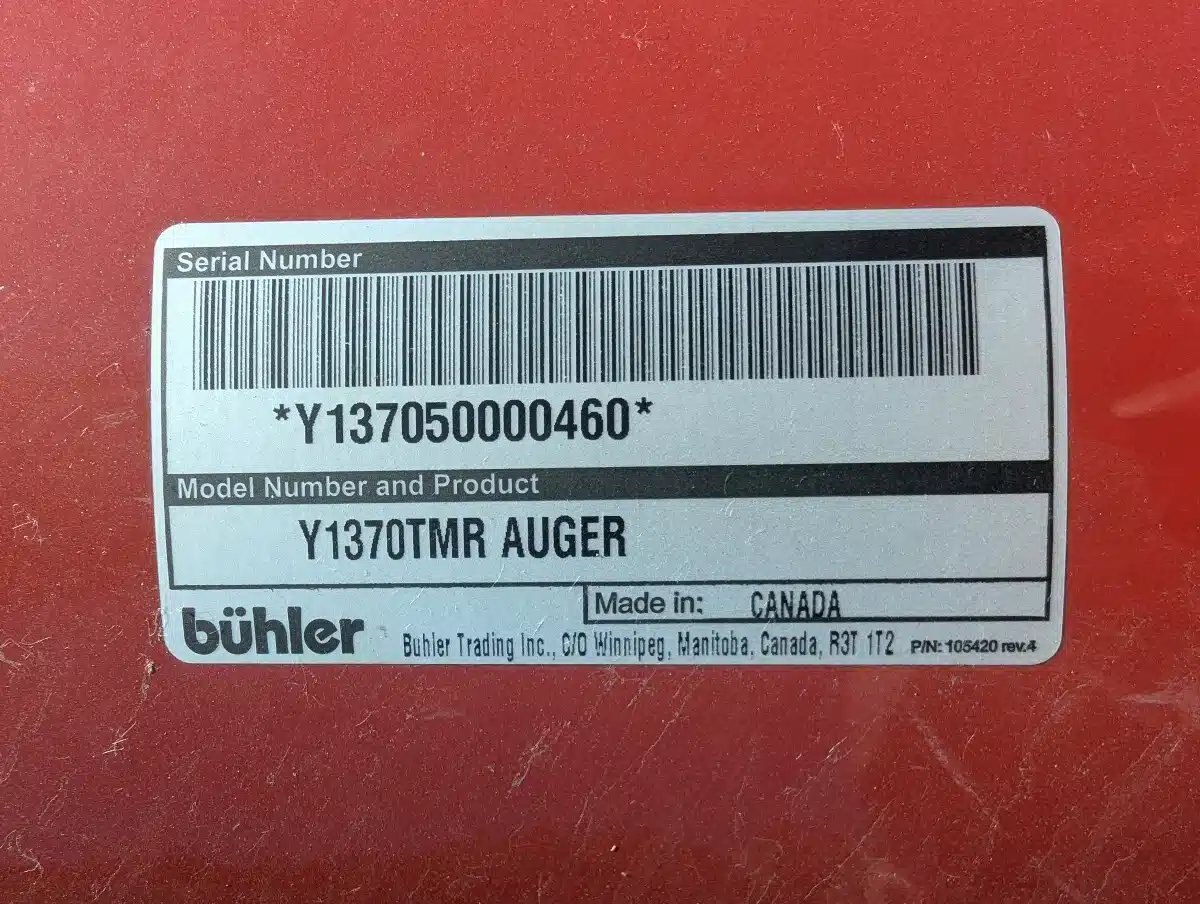 Serial Number
*Y137050000460*
Model Number and Product
Y1370TMR AUGER
Made in: CANADA
bühler
Buhler Trading Inc., C/O Winnipeg, Manitoba, Canada, R3T 1T2 P/N: 105420 rev.4